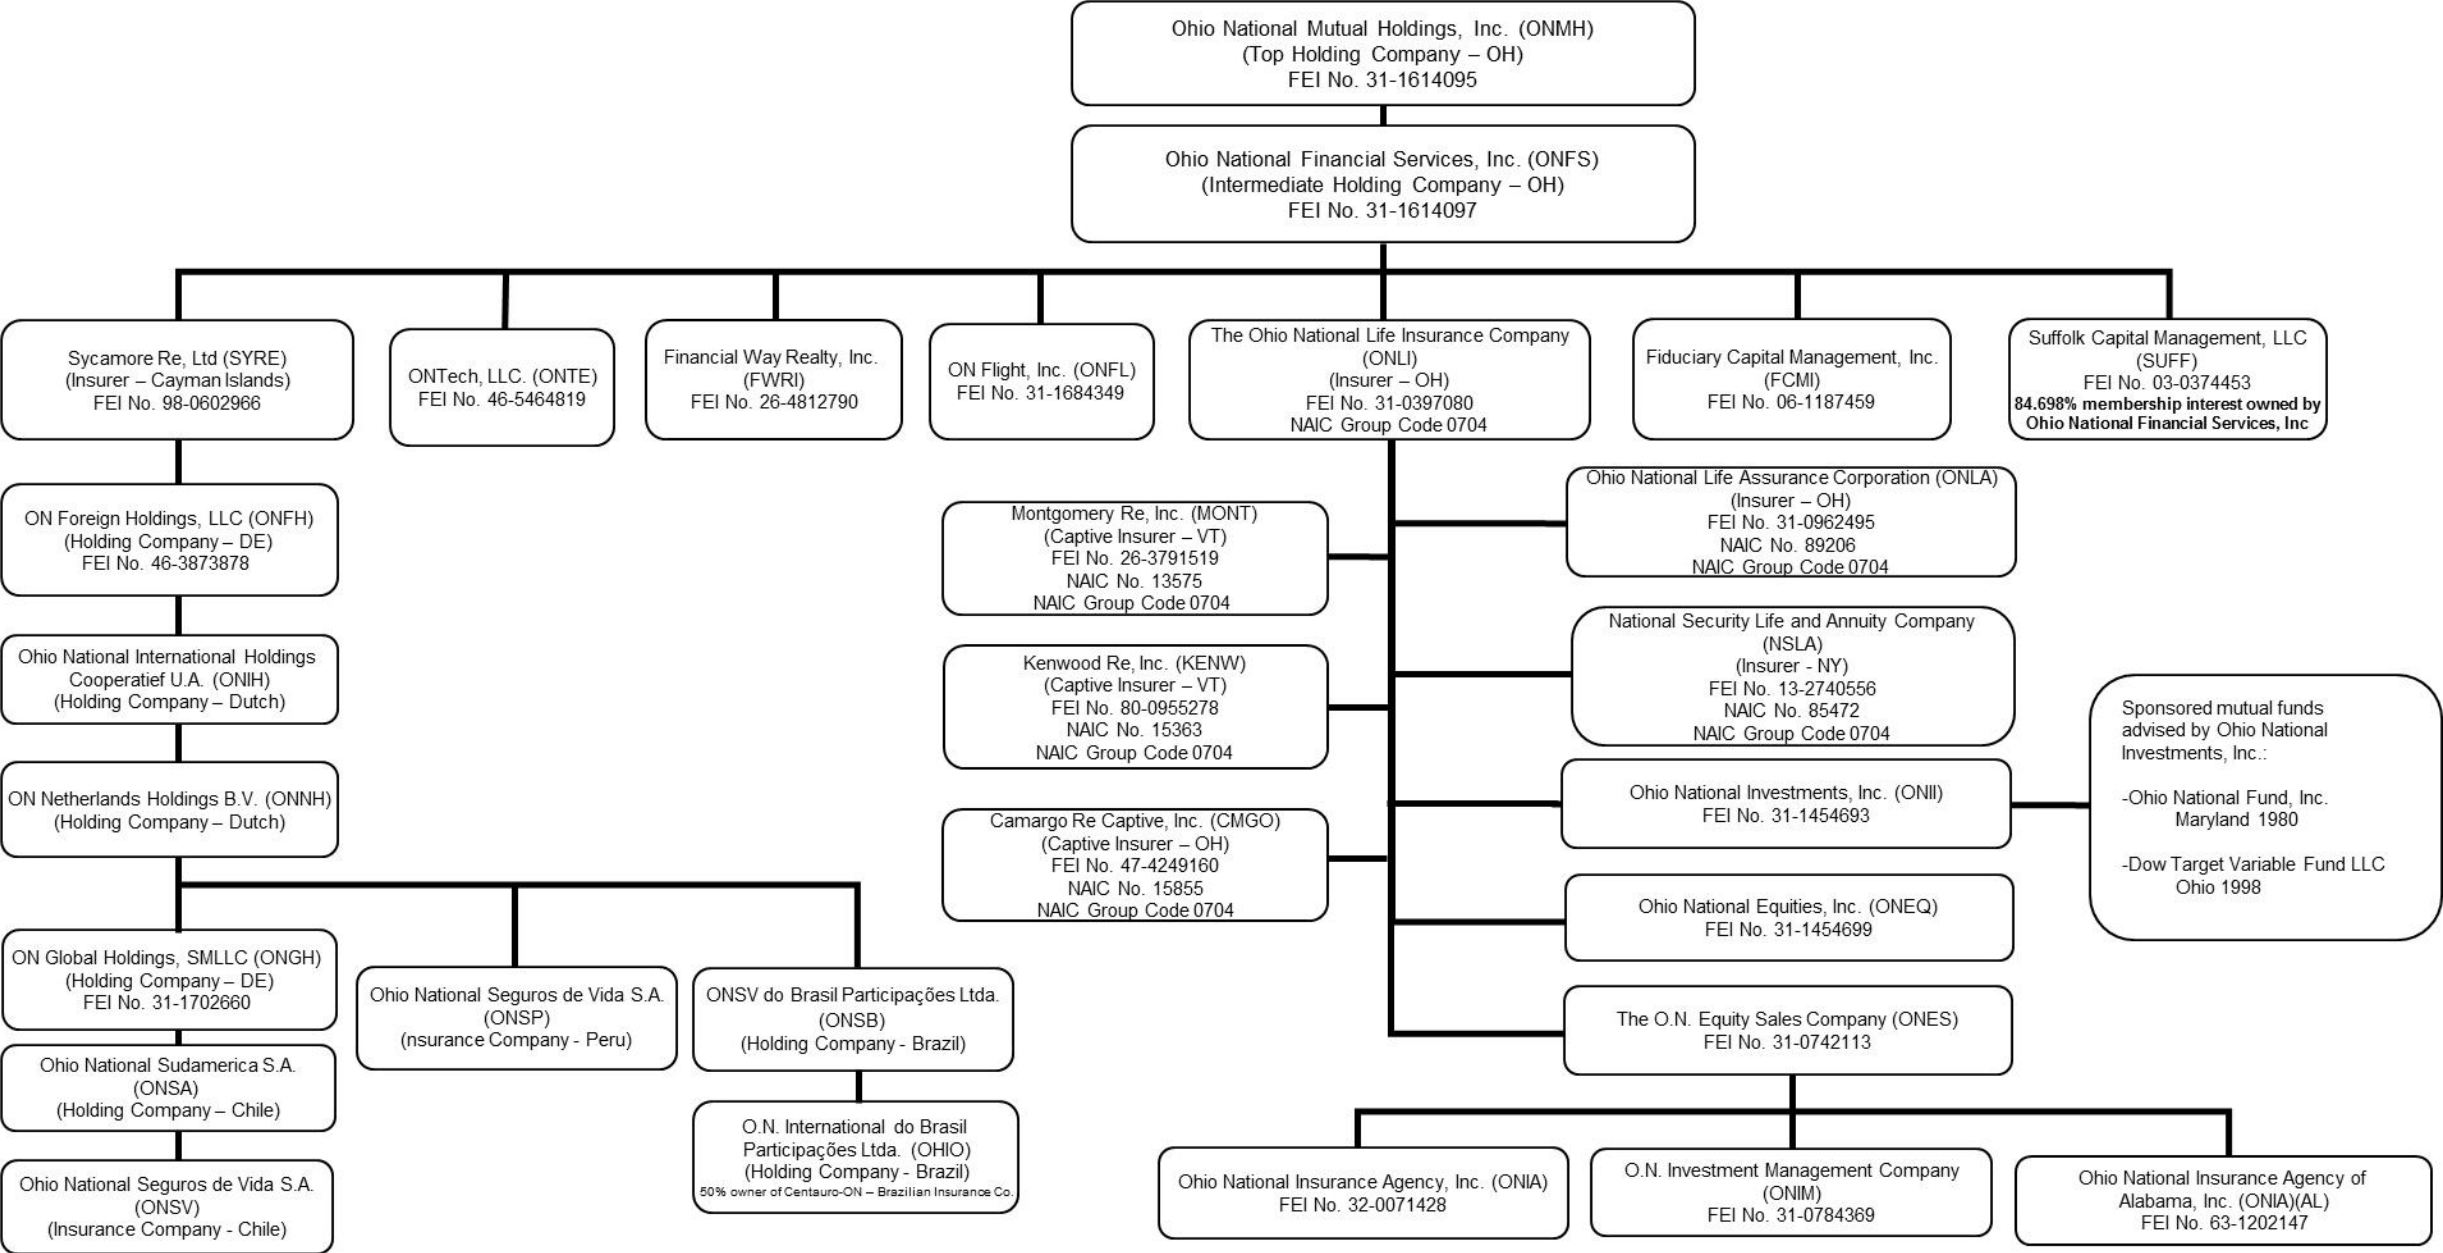 Ohio National Mutual Holdings, Inc. (ONMH)
(Top Holding Company – OH)
FEI No. 31-1614095
Ohio National Financial Services, Inc. (ONFS)
(Intermediate Holding Company – OH)
FEI No. 31-1614097
Sycamore Re, Ltd (SYRE)
(Insurer – Cayman Islands)
FEI No. 98-0602966
ONTech, LLC. (ONTE)
FEI No. 46-5464819
Financial Way Realty, Inc.
(FWRI)
FEI No. 26-4812790
ON Flight, Inc. (ONFL)
FEI No. 31-1684349
The Ohio National Life Insurance Company
(ONLI)
(Insurer – OH)
FEI No. 31-0397080
NAIC Group Code 0704
Fiduciary Capital Management, Inc.
(FCMI)
FEI No. 06-1187459
Suffolk Capital Management, LLC
(SUFF)
FEI No. 03-0374453
84.698% membership interest owned by
Ohio National Financial Services, Inc
ON Foreign Holdings, LLC (ONFH)
(Holding Company – DE)
FEI No. 46-3873878
Ohio National International Holdings
Cooperatief U.A. (ONIH)
(Holding Company – Dutch)
ON Netherlands Holdings B.V. (ONNH)
(Holding Company – Dutch)
ON Global Holdings, SMLLC (ONGH)
(Holding Company – DE)
FEI No. 31-1702660
Ohio National Sudamerica S.A.
(ONSA)
(Holding Company – Chile)
Ohio National Seguros de Vida S.A.
(ONSV)
(Insurance Company - Chile)
Ohio National Seguros de Vida S.A.
(ONSP)
(nsurance Company - Peru)
ONSV do Brasil Participações Ltda.
(ONSB)
(Holding Company - Brazil)
O.N. International do Brasil
Participações Ltda. (OHIO)
(Holding Company - Brazil)
50% owner of Centauro-ON – Brazilian Insurance Co.
Montgomery Re, Inc. (MONT)
(Captive Insurer – VT)
FEI No. 26-3791519
NAIC No. 13575
NAIC Group Code 0704
Kenwood Re, Inc. (KENW)
(Captive Insurer – VT)
FEI No. 80-0955278
NAIC No. 15363
NAIC Group Code 0704
Camargo Re Captive, Inc. (CMGO)
(Captive Insurer – OH)
FEI No. 47-4249160
NAIC No. 15855
NAIC Group Code 0704
Ohio National Life Assurance Corporation (ONLA)
(Insurer – OH)
FEI No. 31-0962495
NAIC No. 89206
NAIC Group Code 0704
National Security Life and Annuity Company
(NSLA)
(Insurer - NY)
FEI No. 13-2740556
NAIC No. 85472
NAIC Group Code 0704
Ohio National Investments, Inc. (ONII)
FEI No. 31-1454693
Sponsored mutual funds
advised by Ohio National
Investments, Inc.:
-Ohio National Fund, Inc.
Maryland 1980
-Dow Target Variable Fund LLC
Ohio 1998
Ohio National Equities, Inc. (ONEQ)
FEI No. 31-1454699
The O.N. Equity Sales Company (ONES)
FEI No. 31-0742113
Ohio National Insurance Agency, Inc. (ONIA)
FEI No. 32-0071428
O.N. Investment Management Company
(ONIM)
FEI No. 31-0784369
Ohio National Insurance Agency of
Alabama, Inc. (ONIA)(AL)
FEI No. 63-1202147